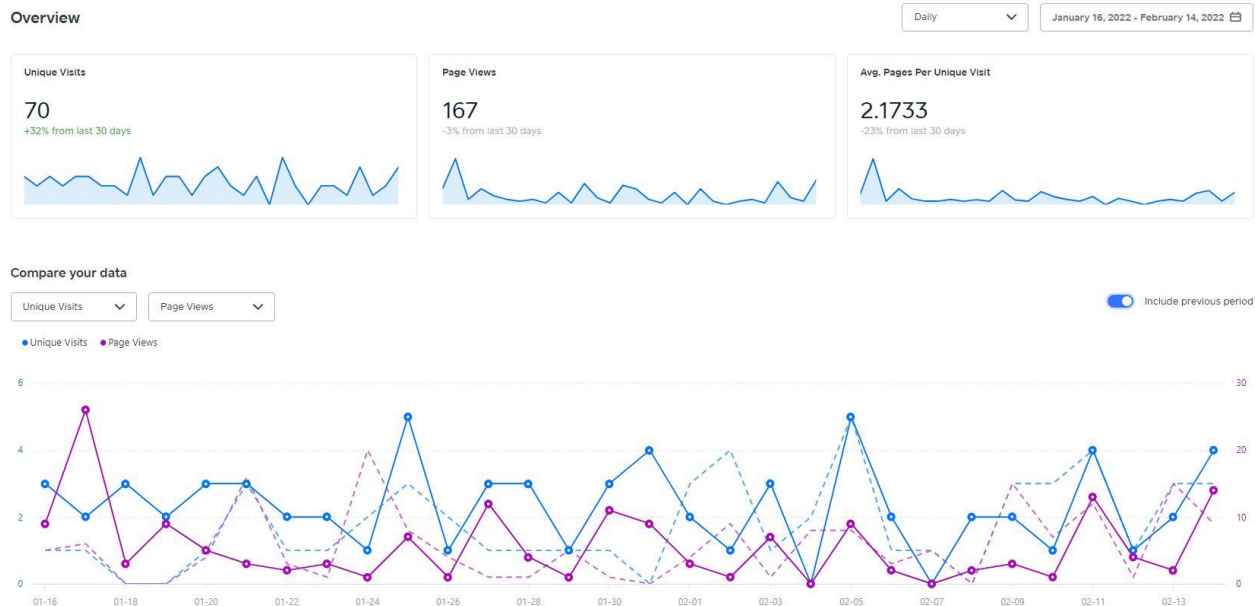 Overview
Daily
January 16, 2022 - February 14, 2022
Unique Visits
70
+32% from last 30 days
Page Views
167
-3% from last 30 days
Avg. Pages Per Unique Visit
2.1733
-23% from last 30 days
Compare your data
Unique Visits
Page Views
Include previous period
Unique Visits Page Views
6 30
4 20
2 10
0 0
01-16 01-18 01-20 01-22 01-24 01-26 01-28 01-30 02-01 02-03 02-05 02-07 02-09 02-11 02-13